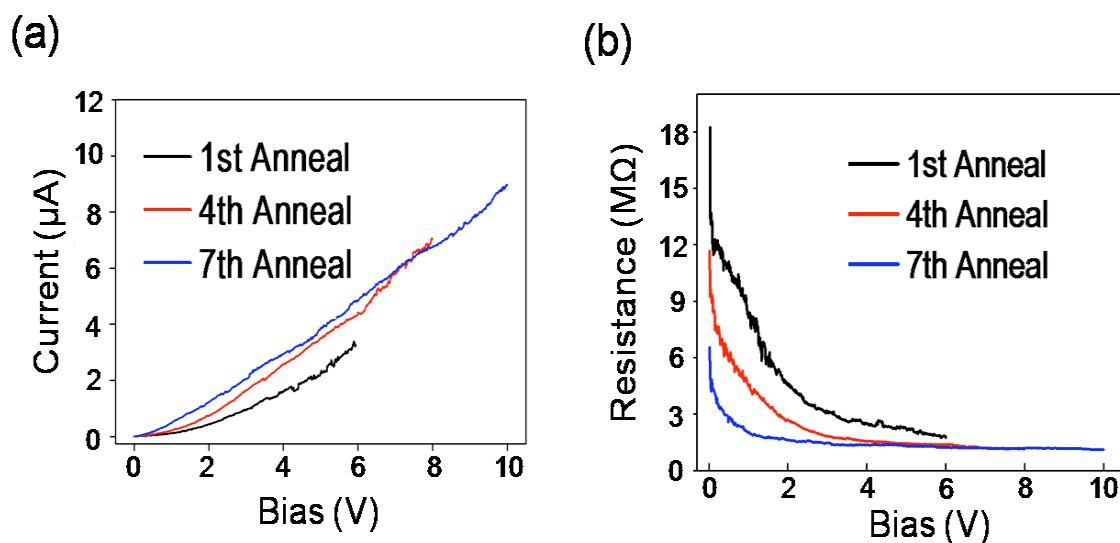 (a)
12
10
8
6
4
2
0
Current (µA)
1st Anneal
4th Anneal
7th Anneal
0 2 4 6 8 10
Bias (V)
(b)
18
15
12
9
6
3
0
Resistance (MΩ)
1st Anneal
4th Anneal
7th Anneal
0 2 4 6 8 10
Bias (V)